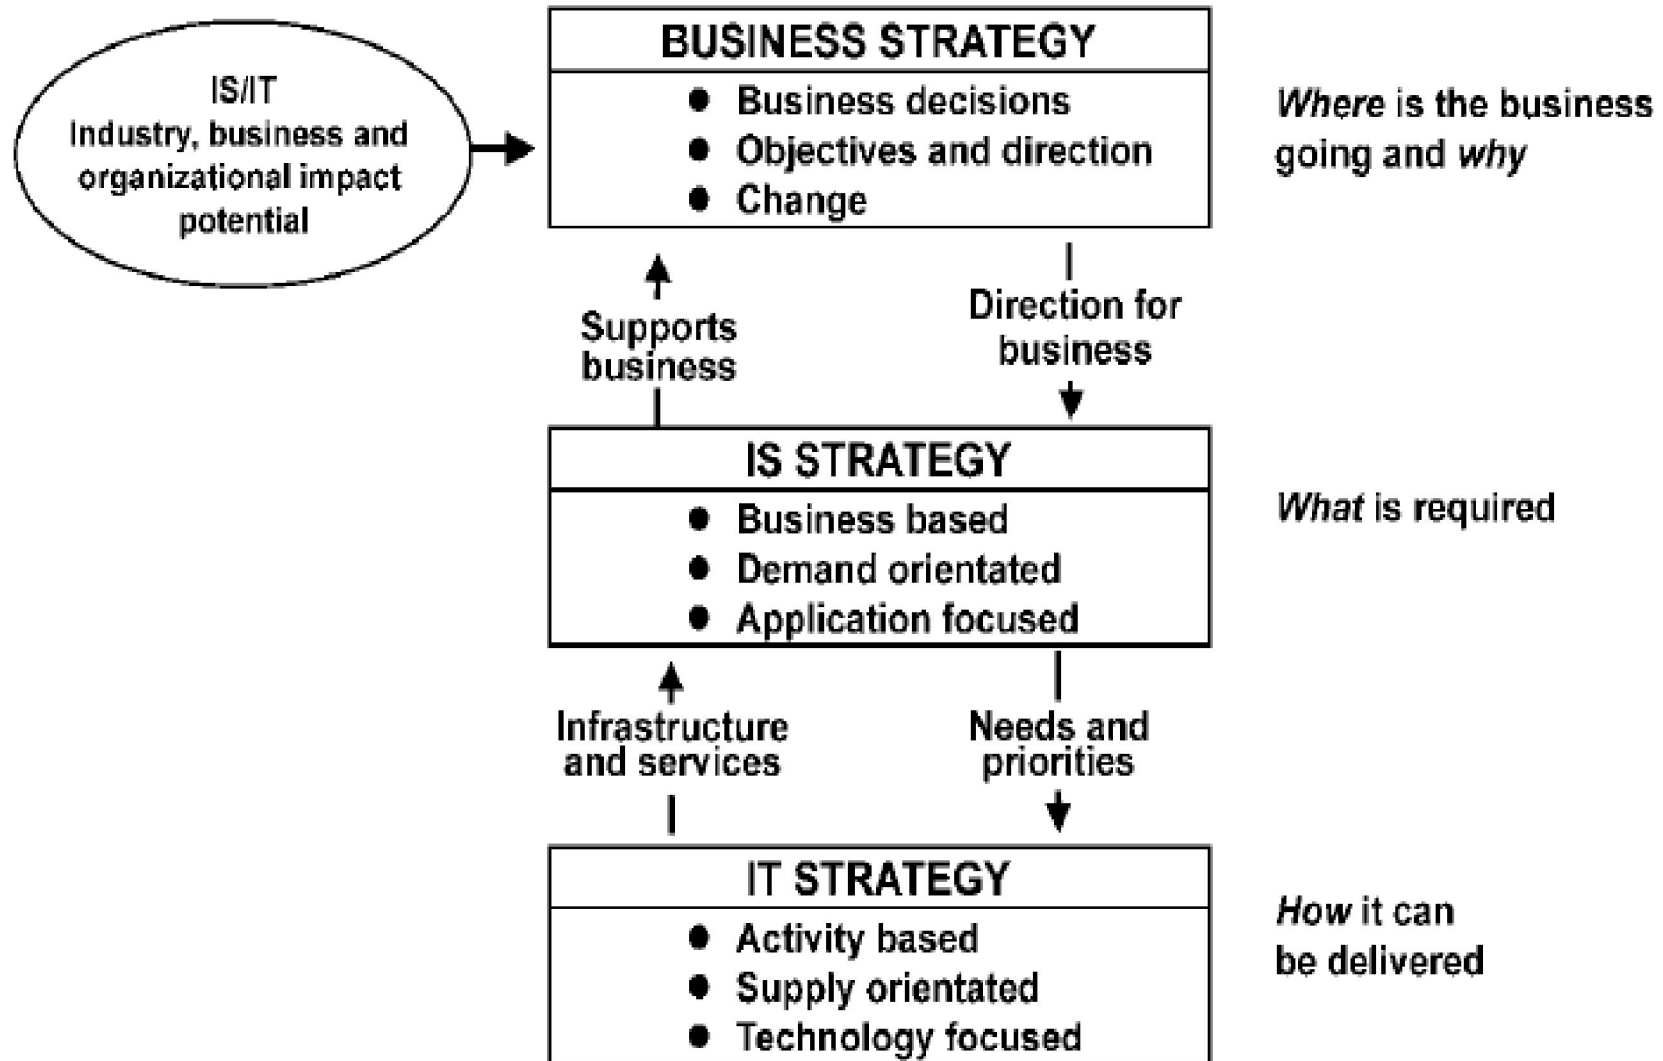 IS/IT
Industry, business and
organizational impact
potential
BUSINESS STRATEGY
● Business decisions
● Objectives and direction
● Change
Where is the business
going and why
Supports
business
Direction for
business
IS STRATEGY
● Business based
● Demand orientated
● Application focused
What is required
Infrastructure
and services
Needs and
priorities
IT STRATEGY
● Activity based
● Supply orientated
● Technology focused
How it can
be delivered